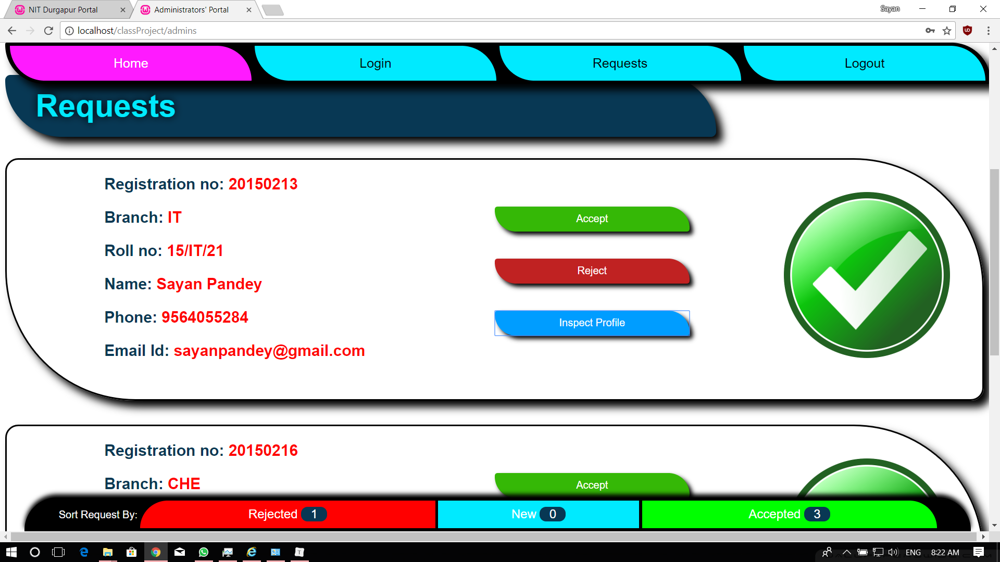 NIT Durgapur Portal
Administrators' Portal
Sayan
localhost/classProject/admins
Home
Login
Requests
Logout
Requests
Registration no: 20150213
Branch: IT
Roll no: 15/IT/21
Name: Sayan Pandey
Phone: 9564055284
Email Id: sayanpandey@gmail.com
Accept
Reject
Inspect Profile
Registration no: 20150216
Branch: CHE
Accept
Sort Request By:
Rejected 1
New 0
Accepted 3
ENG
8:22 AM